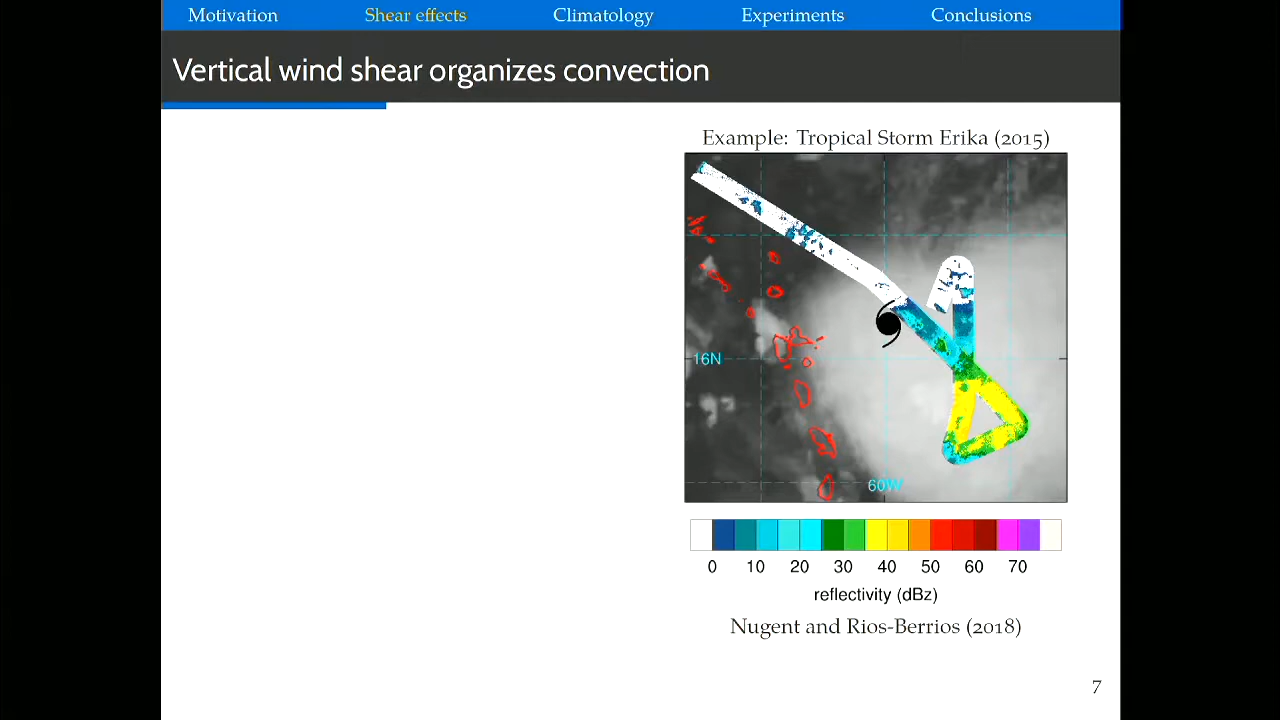 Motivation Shear effects Climatology Experiments Conclusions
Vertical wind shear organizes convection
Example: Tropical Storm Erika (2015)
16N
60W
0 10 20 30 40 50 60 70
reflectivity (dBz)
Nugent and Rios-Berrios (2018)
7